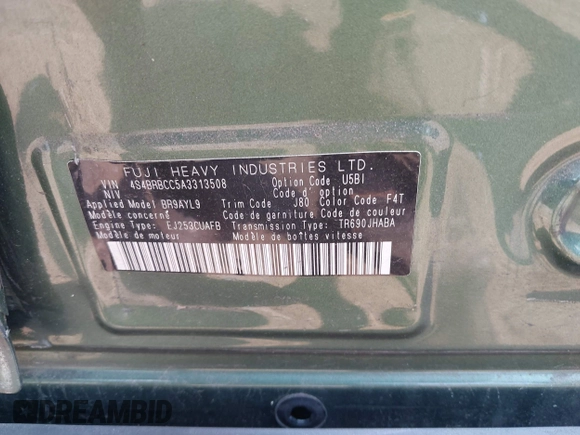 FUJI HEAVY INDUSTRIES LTD.
VIN 4S4BRBCC5A3313508 Option Code U5BI
NIV Code d'option
Applied Model BR9AYL9 Trim Code J80 Color Code F4T
Modèle concerné Code de garniture Code de couleur
Engine Type: EJ253CUAFB Transmission Type: TR690JHABA
Modèle de moteur Modèle de boîtes vitesse
DREAMBID